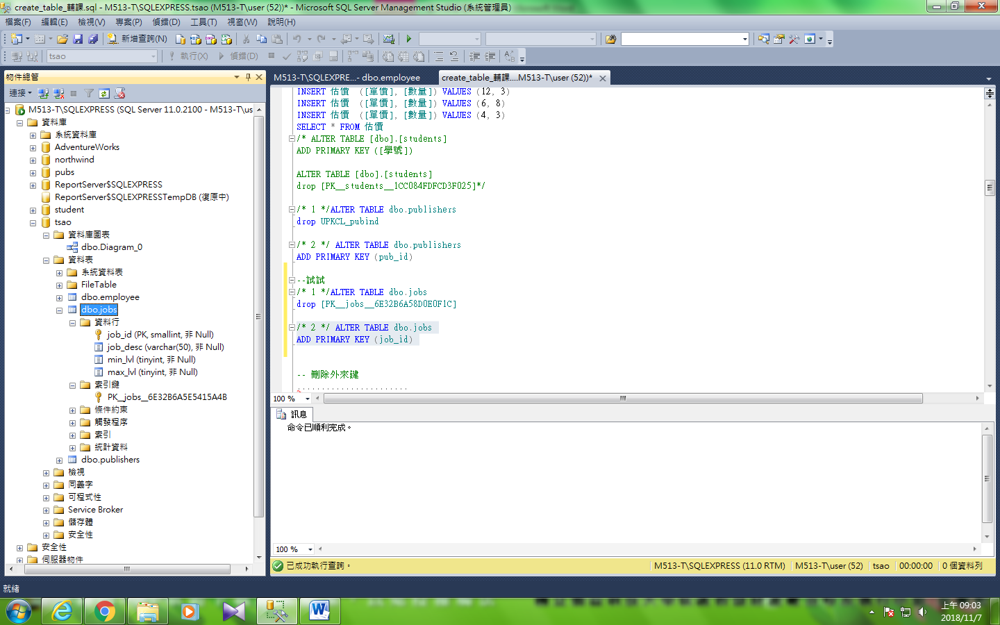 create_table_輔課.sql - M513-T\SQLEXPRESS.tsao (M513-T\user (52))* - Microsoft SQL Server Management Studio (系統管理員)
檔案(F) 編輯(E) 檢視(V) 專案(P) 偵錯(D) 工具(T) 視窗(W) 說明(H)
新增查詢(N)
tsao 執行(X) 偵錯(D)
物件總管
連接
M513-T\SQLEXPRESS (SQL Server 11.0.2100 - M513-T\us
資料庫
系統資料庫
AdventureWorks
northwind
pubs
ReportServer$SQLEXPRESS
ReportServer$SQLEXPRESSTempDB (復原中)
student
tsao
資料庫圖表
dbo.Diagram_0
資料表
系統資料表
FileTable
dbo.employee
dbo.jobs
資料行
job_id (PK, smallint, 非 Null)
job_desc (varchar(50), 非 Null)
min_lvl (tinyint, 非 Null)
max_lvl (tinyint, 非 Null)
索引鍵
PK__jobs__6E32B6A5E5415A4B
條件約束
觸發程序
索引
統計資料
dbo.publishers
檢視
同義字
可程式性
Service Broker
儲存體
安全性
安全性
伺服器物件
M513-T\SQLEXPRE...- dbo.employee
create_table_輔課....M513-T\user (52))*
INSERT 估價 ([單價], [數量]) VALUES (12, 3)
INSERT 估價 ([單價], [數量]) VALUES (6, 8)
INSERT 估價 ([單價], [數量]) VALUES (4, 3)
SELECT * FROM 估價
/* ALTER TABLE [dbo].[students]
ADD PRIMARY KEY ([學號])
ALTER TABLE [dbo].[students]
drop [PK__students__1CC084FDFCD3F025]*/
/* 1 */ALTER TABLE dbo.publishers
drop UPKCL_pubind
/* 2 */ ALTER TABLE dbo.publishers
ADD PRIMARY KEY (pub_id)
--試試
/* 1 */ALTER TABLE dbo.jobs
drop [PK__jobs__6E32B6A58D0E0F1C]
/* 2 */ ALTER TABLE dbo.jobs
ADD PRIMARY KEY (job_id)
-- 刪除外來鍵
100 %
訊息
命令已順利完成。
100 %
已成功執行查詢。 M513-T\SQLEXPRESS (11.0 RTM) M513-T\user (52) tsao 00:00:00 0 個資料列
就緒
上午 09:03
2018/11/7